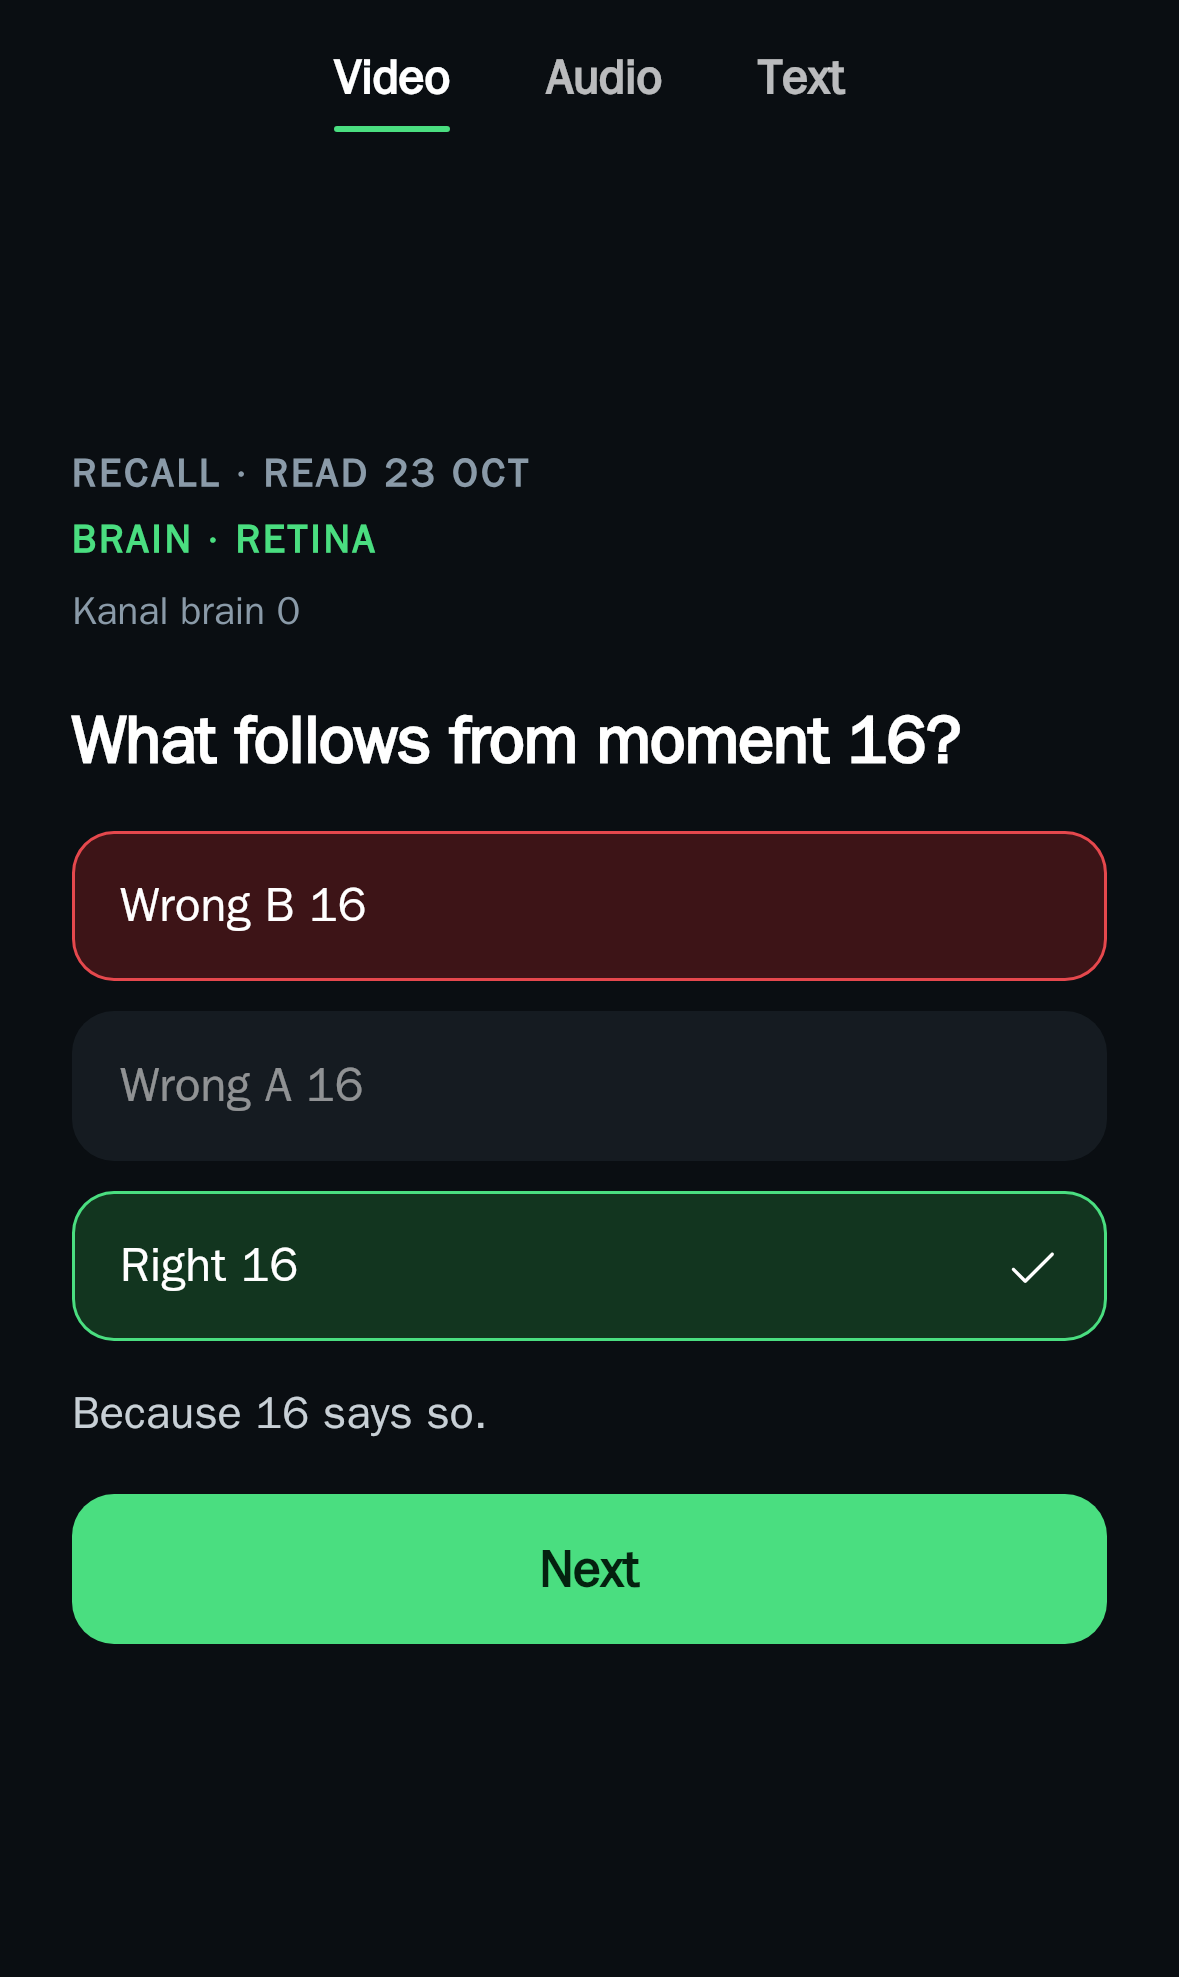 Video Audio Text
RECALL · READ 23 OCT
BRAIN · RETINA
Kanal brain 0
What follows from moment 16?
Wrong B 16
Wrong A 16
Right 16
Because 16 says so.
Next